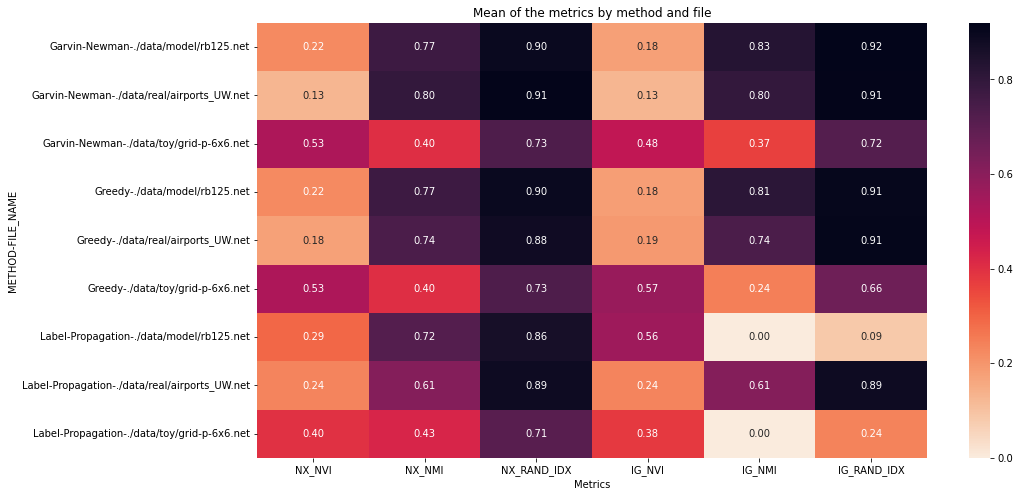 Mean of the metrics by method and file
METHOD-FILE_NAME
Garvin-Newman-./data/model/rb125.net 0.22 0.77 0.90 0.18 0.83 0.92
Garvin-Newman-./data/real/airports_UW.net 0.13 0.80 0.91 0.13 0.80 0.91
Garvin-Newman-./data/toy/grid-p-6x6.net 0.53 0.40 0.73 0.48 0.37 0.72
Greedy-./data/model/rb125.net 0.22 0.77 0.90 0.18 0.81 0.91
Greedy-./data/real/airports_UW.net 0.18 0.74 0.88 0.19 0.74 0.91
Greedy-./data/toy/grid-p-6x6.net 0.53 0.40 0.73 0.57 0.24 0.66
Label-Propagation-./data/model/rb125.net 0.29 0.72 0.86 0.56 0.00 0.09
Label-Propagation-./data/real/airports_UW.net 0.24 0.61 0.89 0.24 0.61 0.89
Label-Propagation-./data/toy/grid-p-6x6.net 0.40 0.43 0.71 0.38 0.00 0.24
NX_NVI NX_NMI NX_RAND_IDX IG_NVI IG_NMI IG_RAND_IDX
Metrics
0.8
0.6
0.4
0.2
0.0